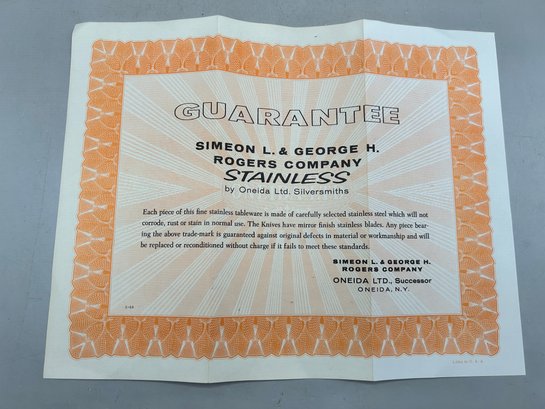 GUARANTEE
SIMEON L. & GEORGE H.
ROGERS COMPANY
STAINLESS
by Oneida Ltd. Silversmiths
Each piece of this fine stainless tableware is made of carefully selected stainless steel which will not
corrode, rust or stain in normal use. The Knives have mirror finish stainless blades. Any piece bear-
ing the above trade-mark is guaranteed against original defects in material or workmanship and will
be replaced or reconditioned without charge if it fails to meet these standards.
SIMEON L. & GEORGE H.
ROGERS COMPANY
ONEIDA LTD., Successor
ONEIDA, N.Y.